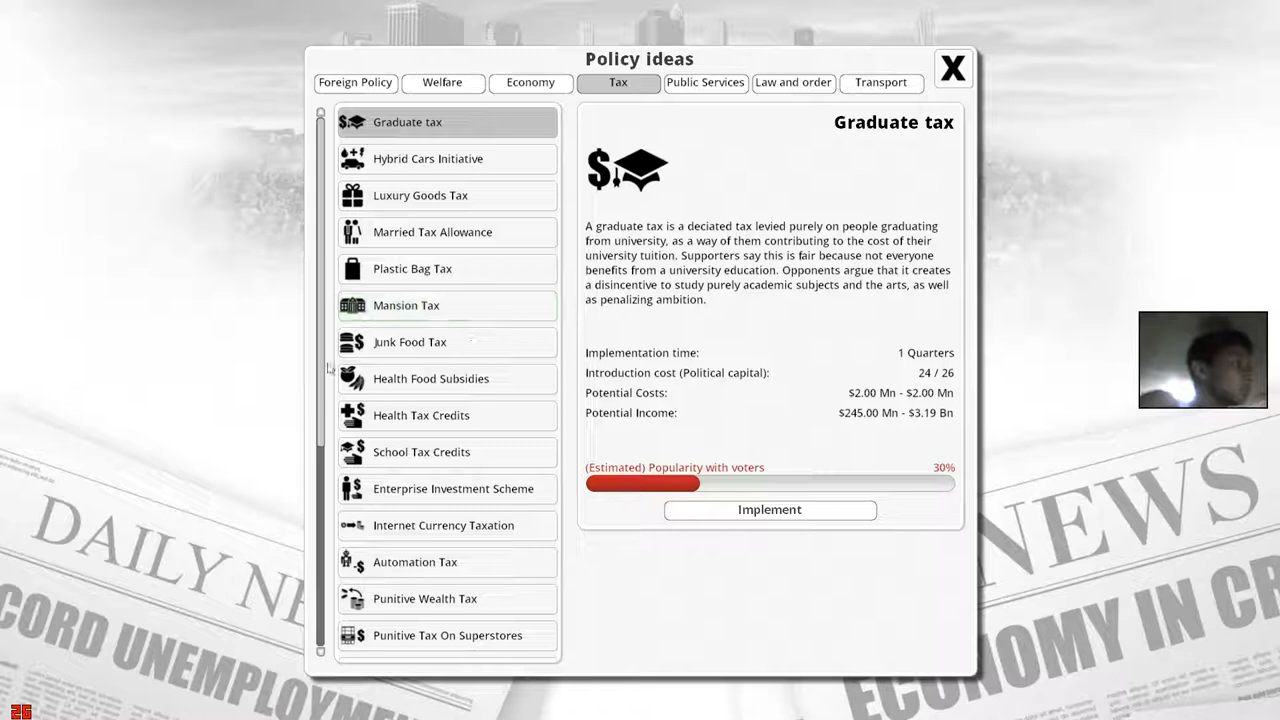 Policy ideas
X
Foreign Policy
Welfare
Economy
Tax
Public Services
Law and order
Transport
Graduate tax
Hybrid Cars Initiative
Luxury Goods Tax
Married Tax Allowance
Plastic Bag Tax
Mansion Tax
Junk Food Tax
Health Food Subsidies
Health Tax Credits
School Tax Credits
Enterprise Investment Scheme
Internet Currency Taxation
Automation Tax
Punitive Wealth Tax
Punitive Tax On Superstores
Graduate tax
A graduate tax is a deciated tax levied purely on people graduating
from university, as a way of them contributing to the cost of their
university tuition. Supporters say this is fair because not everyone
benefits from a university education. Opponents argue that it creates
a disincentive to study purely academic subjects and the arts, as well
as penalizing ambition.
Implementation time: 1 Quarters
Introduction cost (Political capital): 24 / 26
Potential Costs: $2.00 Mn - $2.00 Mn
Potential Income: $245.00 Mn - $3.19 Bn
(Estimated) Popularity with voters 30%
Implement
DAILY NE
CORD UNEMPLOYM
NEWS
ECONOMY IN CR
26